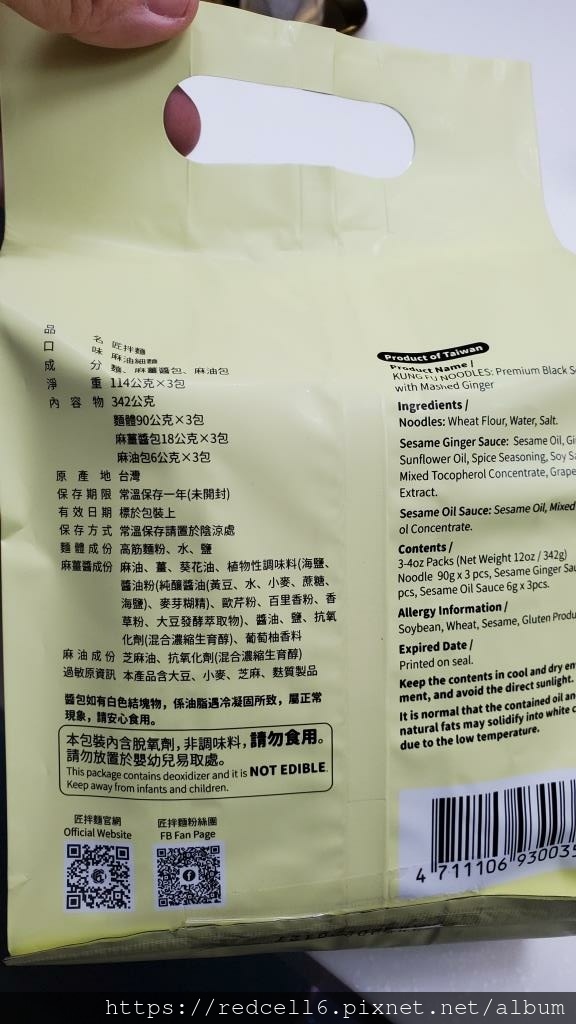 品名 匠拌麵
口味 麻油細麵
成分 麵、麻薑醬包、麻油包
淨重 114公克×3包
內容物 342公克
麵體90公克×3包
麻薑醬包18公克×3包
麻油包6公克×3包
原產地 台灣
保存期限 常溫保存一年(未開封)
有效日期 標於包裝上
保存方式 常溫保存請置於陰涼處
麵體成份 高筋麵粉、水、鹽
麻薑醬成份 麻油、薑、葵花油、植物性調味料(海鹽、
醬油粉(純釀醬油(黃豆、水、小麥、蔗糖、
海鹽)、麥芽糊精)、歐芹粉、百里香粉、香
草粉、大豆發酵萃取物)、醬油、鹽、抗氧
化劑(混合濃縮生育醇)、葡萄柚香料
麻油成份 芝麻油、抗氧化劑(混合濃縮生育醇)
過敏原資訊 本產品含大豆、小麥、芝麻、麩質製品
醬包如有白色結塊物，係油脂遇冷凝固所致，屬正常
現象，請安心食用。
本包裝內含脫氧劑，非調味料，請勿食用。
請勿放置於嬰幼兒易取處。
This package contains deoxidizer and it is NOT EDIBLE.
Keep away from infants and children.
匠拌麵官網
Official Website
匠拌麵粉絲團
FB Fan Page
Product of Taiwan
Product Name /
KUNG FU NOODLES: Premium Black
with Mashed Ginger
Ingredients /
Noodles: Wheat Flour, Water, Salt.
Sesame Ginger Sauce: Sesame Oil,
Sunflower Oil, Spice Seasoning, Soy
Mixed Tocopherol Concentrate,
Extract.
Sesame Oil Sauce: Sesame Oil, Mixed
ol Concentrate.
Contents /
3-4oz Packs (Net Weight 12oz / 342g)
Noodle 90g x 3 pcs, Sesame Ginger
pcs, Sesame Oil Sauce 6g x 3pcs.
Allergy Information /
Soybean, Wheat, Sesame, Gluten
Expired Date /
Printed on seal.
Keep the contents in cool and dry
ment, and avoid the direct sunlight.
It is normal that the contained oil
natural fats may solidify into white
due to the low temperature.
4 711106 93003
https://redcell6.pixnet.net/album